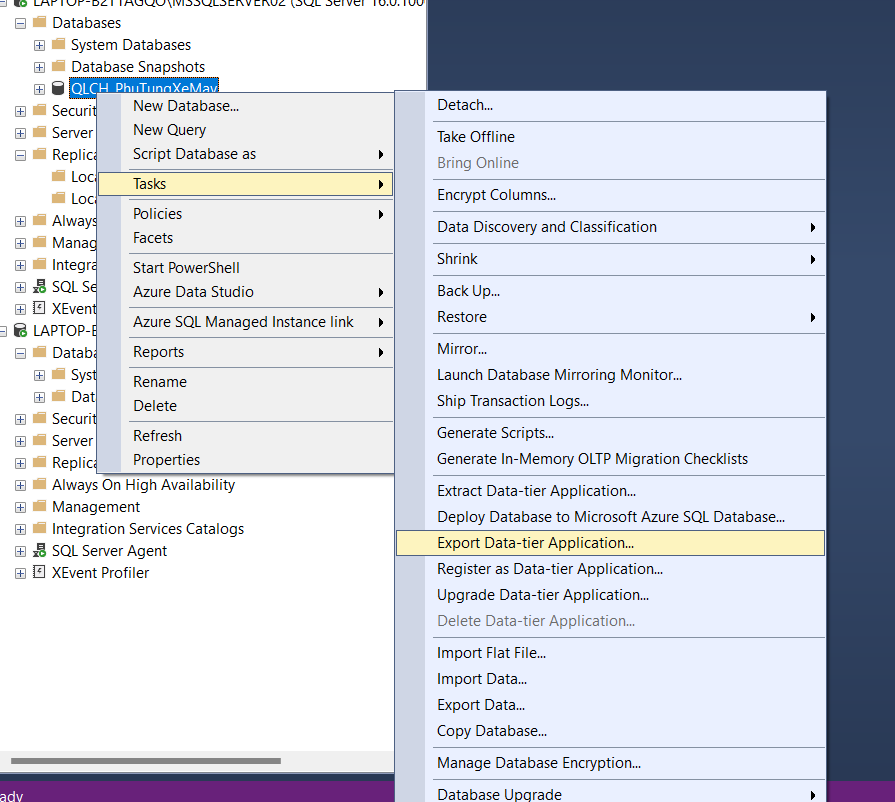 LAPTOP-B21TAGQO\MSSQLSERVER02 (SQL Server 16.0.100
Databases
System Databases
Database Snapshots
QLCH_PhuTungXeMay
Securit
Server
Replica
Loca
Loca
Always
Manag
Integra
SQL Se
XEvent
LAPTOP-B
Databa
Syst
Dat
Securit
Server
Replica
Always On High Availability
Management
Integration Services Catalogs
SQL Server Agent
XEvent Profiler
New Database...
New Query
Script Database as
Tasks
Policies
Facets
Start PowerShell
Azure Data Studio
Azure SQL Managed Instance link
Reports
Rename
Delete
Refresh
Properties
Detach...
Take Offline
Bring Online
Encrypt Columns...
Data Discovery and Classification
Shrink
Back Up...
Restore
Mirror...
Launch Database Mirroring Monitor...
Ship Transaction Logs...
Generate Scripts...
Generate In-Memory OLTP Migration Checklists
Extract Data-tier Application...
Deploy Database to Microsoft Azure SQL Database...
Export Data-tier Application...
Register as Data-tier Application...
Upgrade Data-tier Application...
Delete Data-tier Application...
Import Flat File...
Import Data...
Export Data...
Copy Database...
Manage Database Encryption...
Database Upgrade
ady